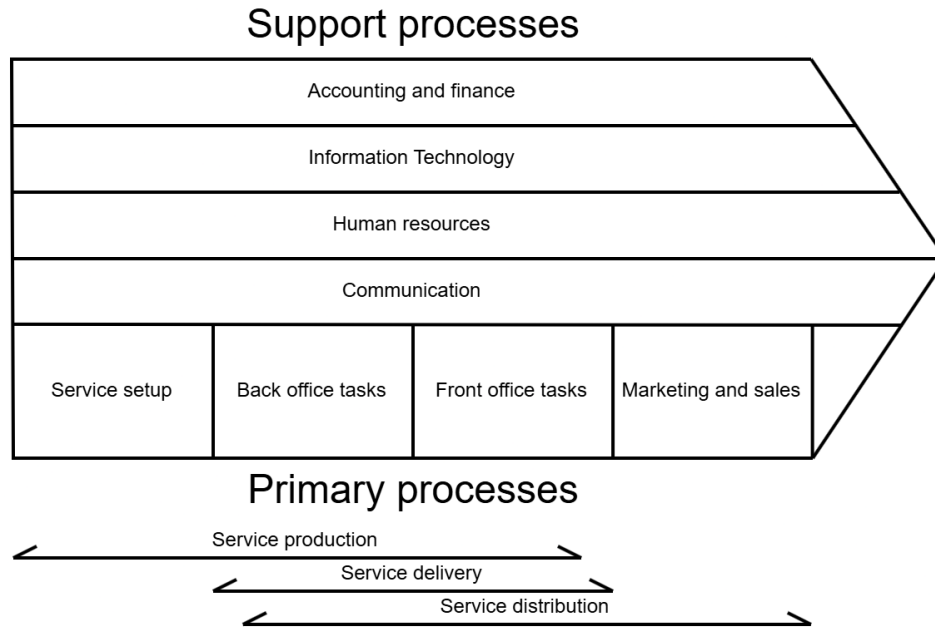 Support processes
Accounting and finance
Information Technology
Human resources
Communication
Service setup
Back office tasks
Front office tasks
Marketing and sales
Primary processes
Service production
Service delivery
Service distribution